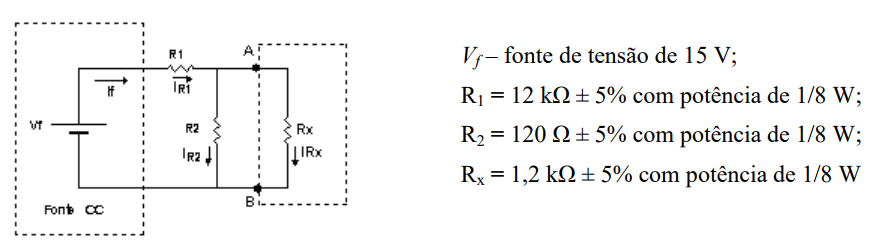 R1
A
If
IR1
Vf
R2
Rx
IR2
IRx
B
Fonte CC
Vf – fonte de tensão de 15 V;
R1 = 12 kΩ ± 5% com potência de 1/8 W;
R2 = 120 Ω ± 5% com potência de 1/8 W;
Rx = 1,2 kΩ ± 5% com potência de 1/8 W